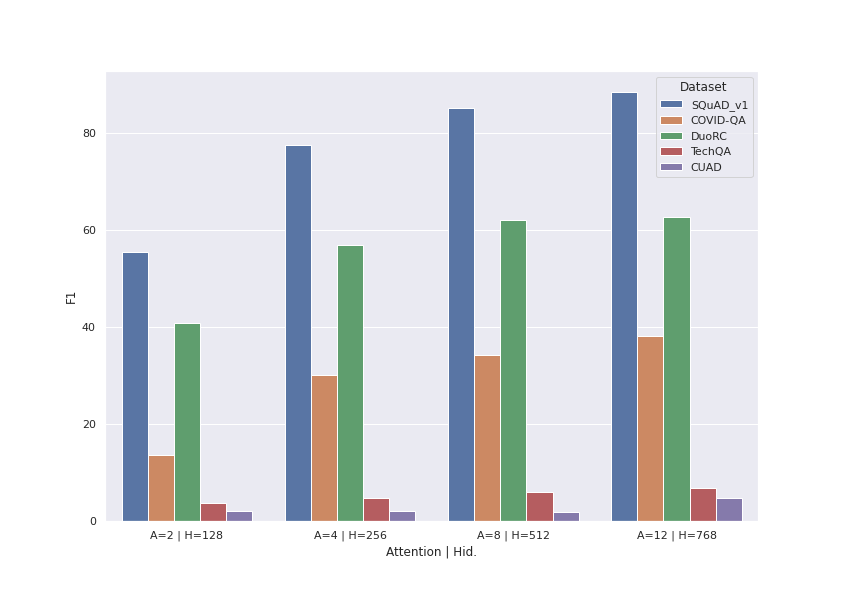 Dataset
SQuAD_v1
COVID-QA
DuoRC
TechQA
CUAD
80
60
40
20
0
F1
A=2 | H=128
A=4 | H=256
A=8 | H=512
A=12 | H=768
Attention | Hid.